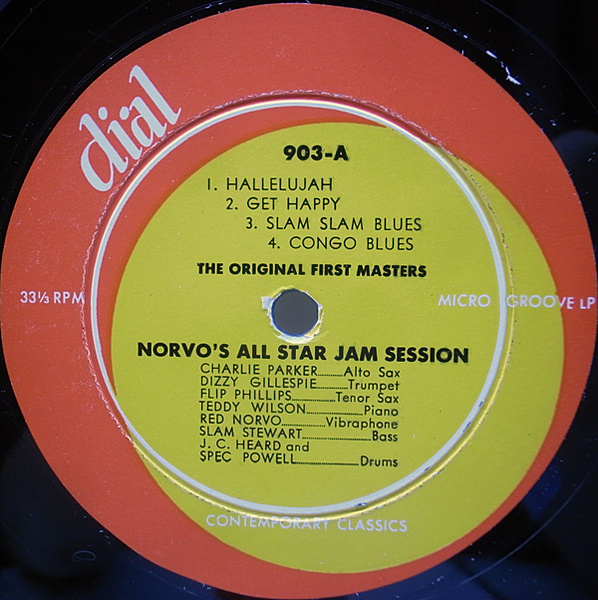 dial
903-A
1. HALLELUJAH
2. GET HAPPY
3. SLAM SLAM BLUES
4. CONGO BLUES
THE ORIGINAL FIRST MASTERS
33⅓ RPM
MICRO GROOVE LP
NORVO'S ALL STAR JAM SESSION
CHARLIE PARKER........Alto Sax
DIZZY GILLESPIE........Trumpet
FLIP PHILLIPS............Tenor Sax
TEDDY WILSON................Piano
RED NORVO............Vibraphone
SLAM STEWART....................Bass
J. C. HEARD and
SPEC POWELL..................Drums
CONTEMPORARY CLASSICS